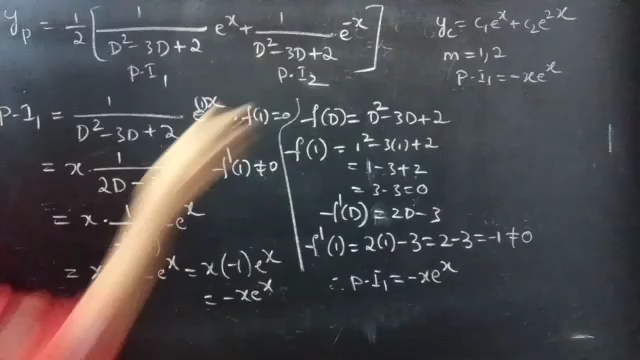 y_p = 1/2 [ 1/(D²-3D+2) e^x + 1/(D²-3D+2) e^-x ]
P.I₁ P.I₂
y_c = c₁e^x + c₂e^2x
m = 1, 2
P.I₁ = -xe^x
P.I₁ = 1/(D²-3D+2) f(1)=0
= x · 1/(2D- f'(1)≠0
= x · 1 e^x
= e^x = x(-1)e^x
= -xe^x
f(D) = D²-3D+2
f(1) = 1²-3(1)+2
= 1-3+2
= 3-3=0
f'(D) = 2D-3
f'(1) = 2(1)-3=2-3=-1≠0
∴ P.I₁ = -xe^x